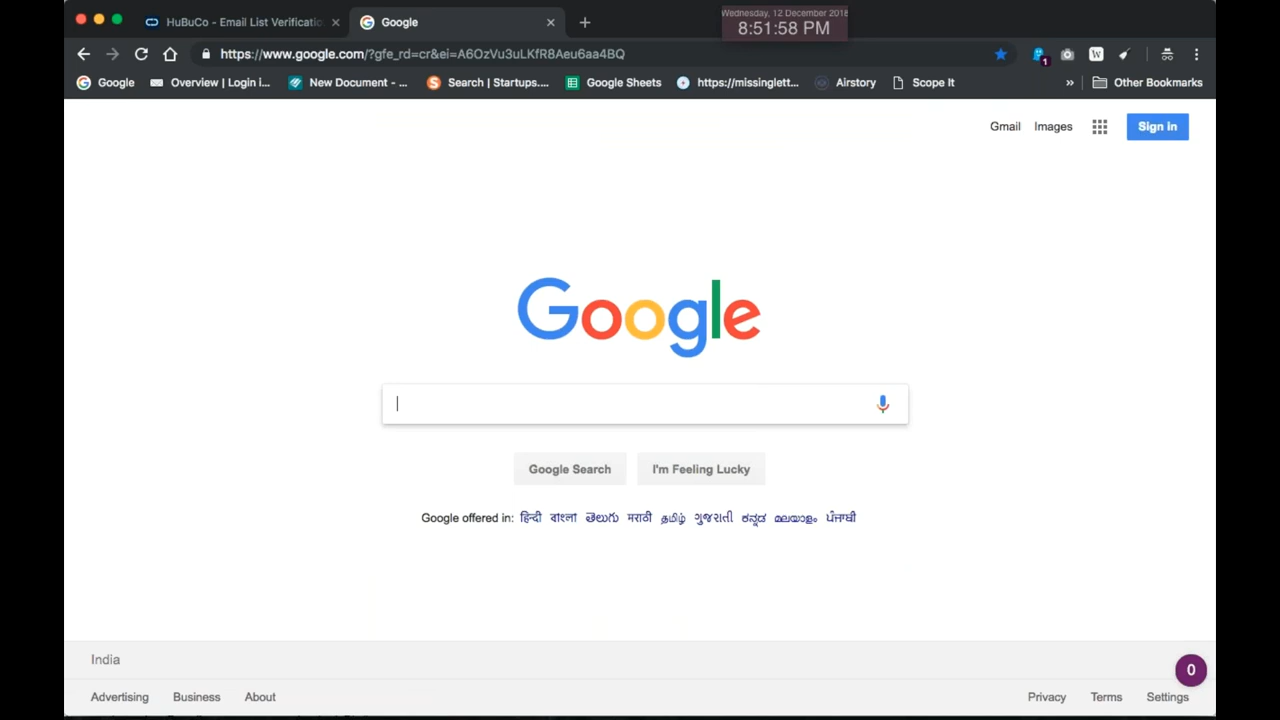 Wednesday, 12 December 2018
8:51:58 PM
HuBuCo - Email List Verificatio
Google
https://www.google.com/?gfe_rd=cr&ei=A6OzVu3uLKfR8Aeu6aa4BQ
1
W
Google
Overview | Login i...
New Document - ...
Search | Startups....
Google Sheets
https://missinglett...
Airstory
Scope It
»
Other Bookmarks
Gmail
Images
Sign in
Google
Google Search
I'm Feeling Lucky
Google offered in: हिन्दी বাংলা తెలుగు मराठी தமிழ் ગુજરાતી ಕನ್ನಡ മലയാളം ਪੰਜਾਬੀ
India
0
Advertising
Business
About
Privacy
Terms
Settings